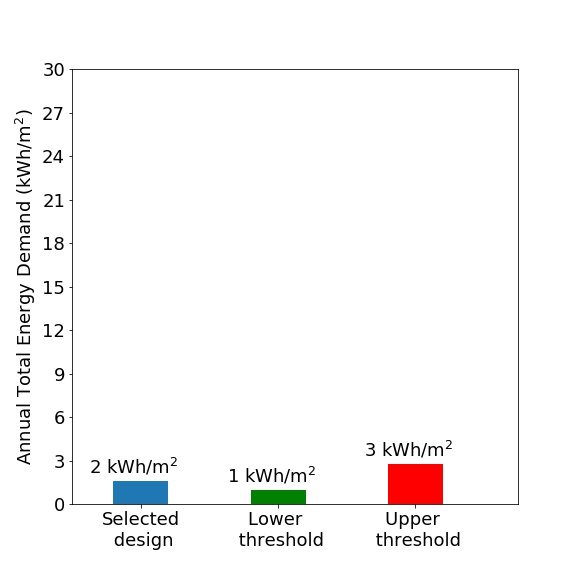 30
27
24
21
18
15
12
9
6
3
0
Annual Total Energy Demand (kWh/m²)
2 kWh/m²
1 kWh/m²
3 kWh/m²
Selected
design
Lower
threshold
Upper
threshold